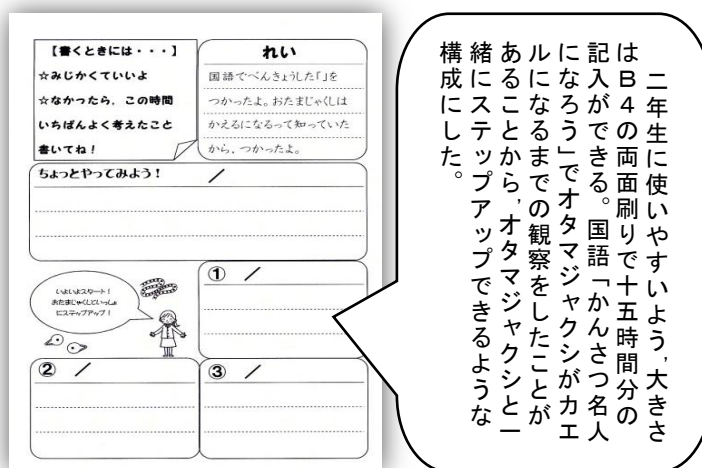 【書くときには・・・】
☆みじかくていいよ
☆なかったら，この時間
いちばんよく考えたこと
書いてね！
れい
国語でべんきょうした「」を
つかったよ。おたまじゃくしは
かえるになるって知っていた
から，つかったよ。
ちょっとやってみよう！　／
いよいよスタート！
おたまじゃくしといっしょ
にステップアップ！
① ／
② ／
③ ／
二年生に使いやすいよう，大きさ
はＢ４の両面刷りで十五時間分の
記入ができる。国語「かんさつ名人
になろう」でオタマジャクシがカエ
ルになるまでの観察をしたことが
あることから，オタマジャクシと一
緒にステップアップできるような
構成にした。